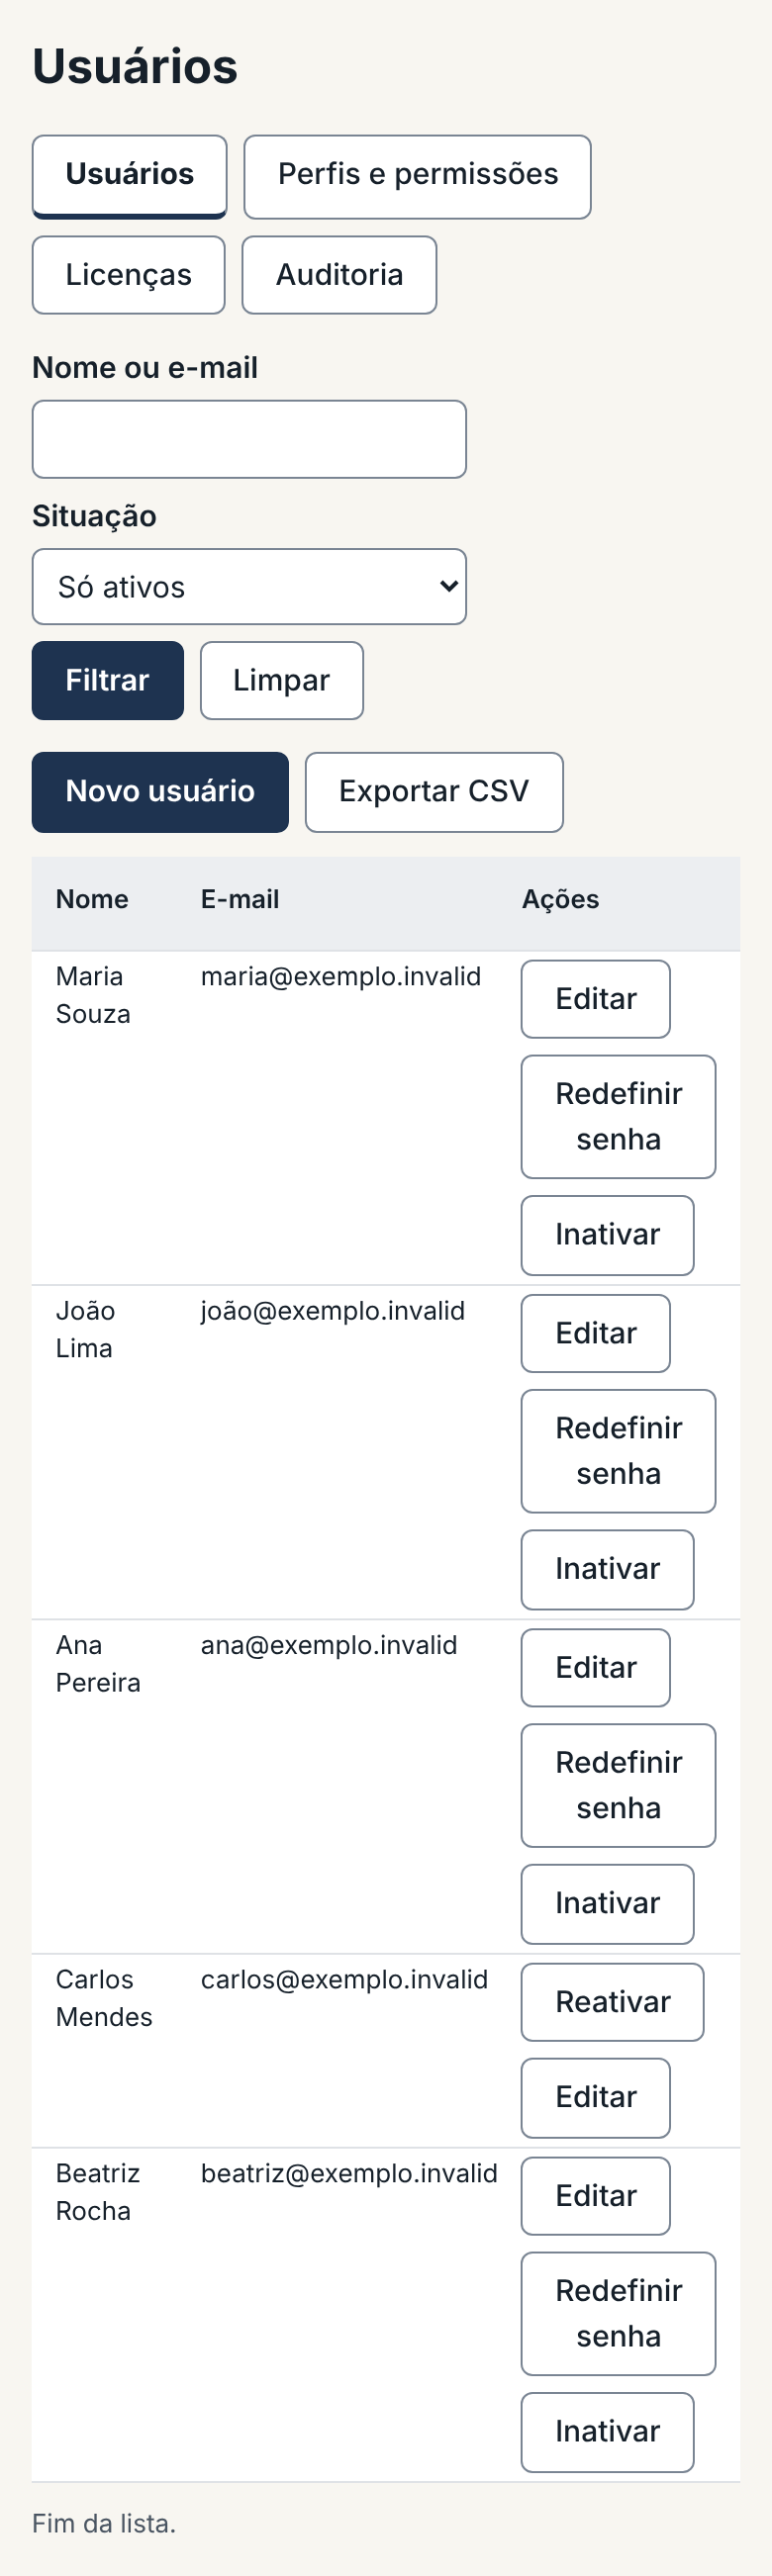 Usuários
Usuários
Perfis e permissões
Licenças
Auditoria
Nome ou e-mail
Situação
Só ativos
Filtrar
Limpar
Novo usuário
Exportar CSV
Nome E-mail Ações
Maria maria@exemplo.invalid Editar
Souza
Redefinir
senha
Inativar
João joão@exemplo.invalid Editar
Lima
Redefinir
senha
Inativar
Ana ana@exemplo.invalid Editar
Pereira
Redefinir
senha
Inativar
Carlos carlos@exemplo.invalid Reativar
Mendes
Editar
Beatriz beatriz@exemplo.invalid Editar
Rocha
Redefinir
senha
Inativar
Fim da lista.